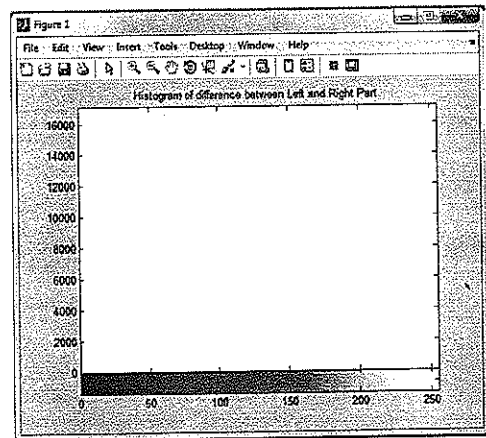 Figure 1
File Edit View Insert Tools Desktop Window Help
Histogram of difference between Left and Right Part
16000
14000
12000
10000
8000
6000
4000
2000
0
0 50 100 150 200 250